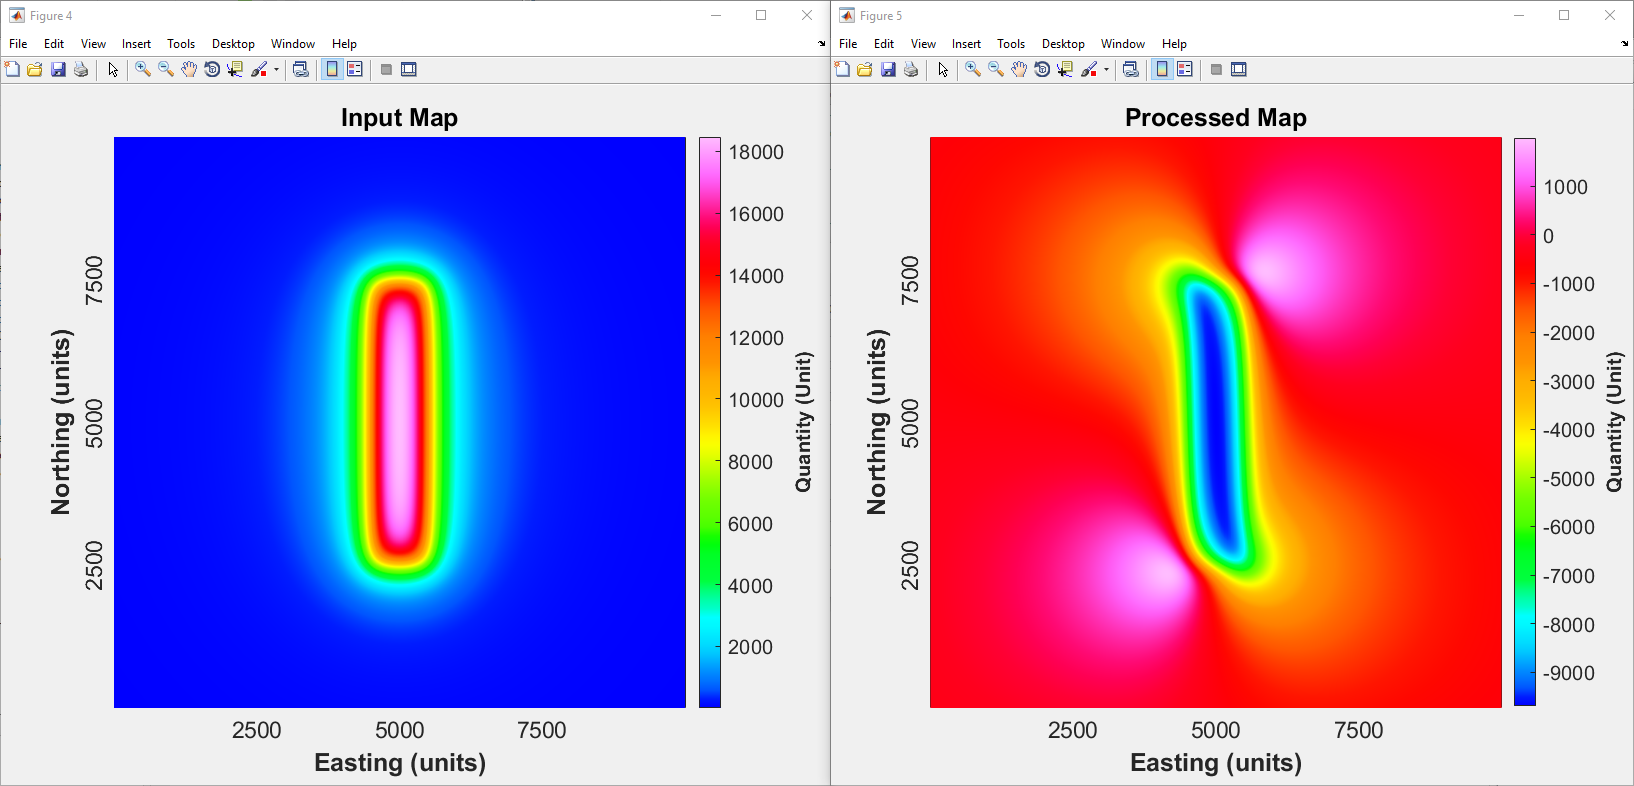 Figure 4
File Edit View Insert Tools Desktop Window Help
Input Map
18000
16000
14000
12000
10000
8000
6000
4000
2000
Quantity (Unit)
7500
5000
2500
Northing (units)
2500 5000 7500
Easting (units)
Figure 5
File Edit View Insert Tools Desktop Window Help
Processed Map
1000
0
-1000
-2000
-3000
-4000
-5000
-6000
-7000
-8000
-9000
Quantity (Unit)
7500
5000
2500
Northing (units)
2500 5000 7500
Easting (units)